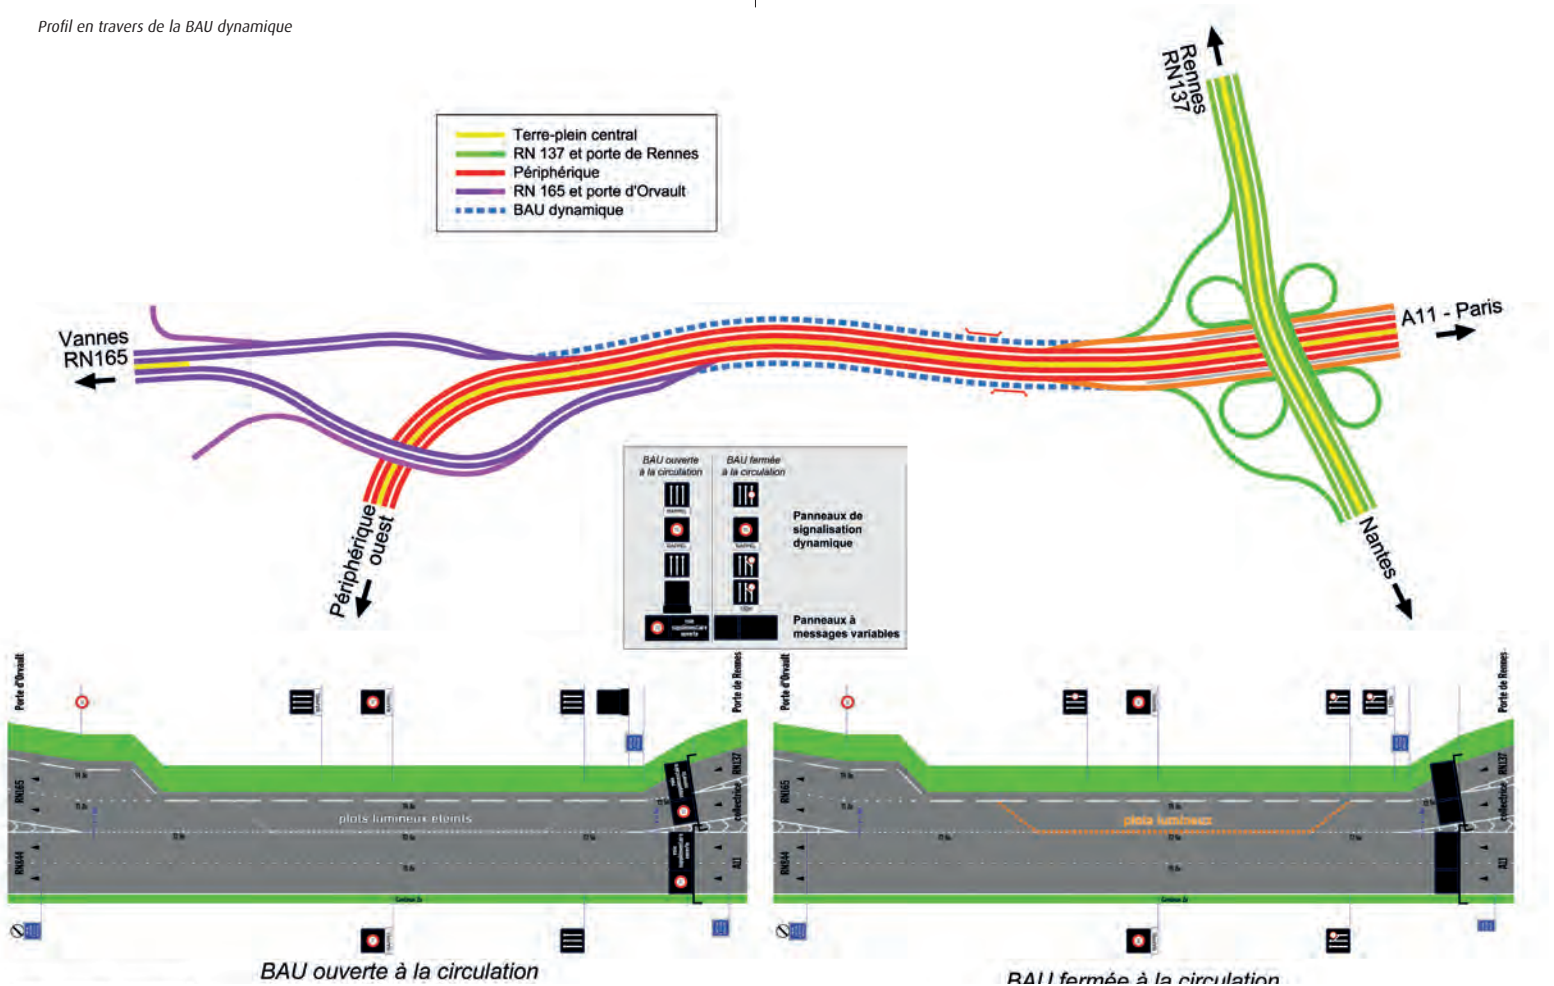 Profil en travers de la BAU dynamique
Rennes
RN137
Terre-plein central
RN 137 et porte de Rennes
Périphérique
RN 165 et porte d'Orvault
BAU dynamique
Vannes
RN165
A11 - Paris
Périphérique
ouest
Nantes
BAU ouverte
à la circulation
BAU fermée
à la circulation
Panneaux de
signalisation
dynamique
Panneaux à
messages variables
Porte d'Orvault
Porte de Rennes
RN165
RN844
RN137
collectrice
A11
plots lumineux éteints
BAU ouverte à la circulation
Porte d'Orvault
Porte de Rennes
RN165
RN844
RN137
collectrice
A11
plots lumineux
BAU fermée à la circulation